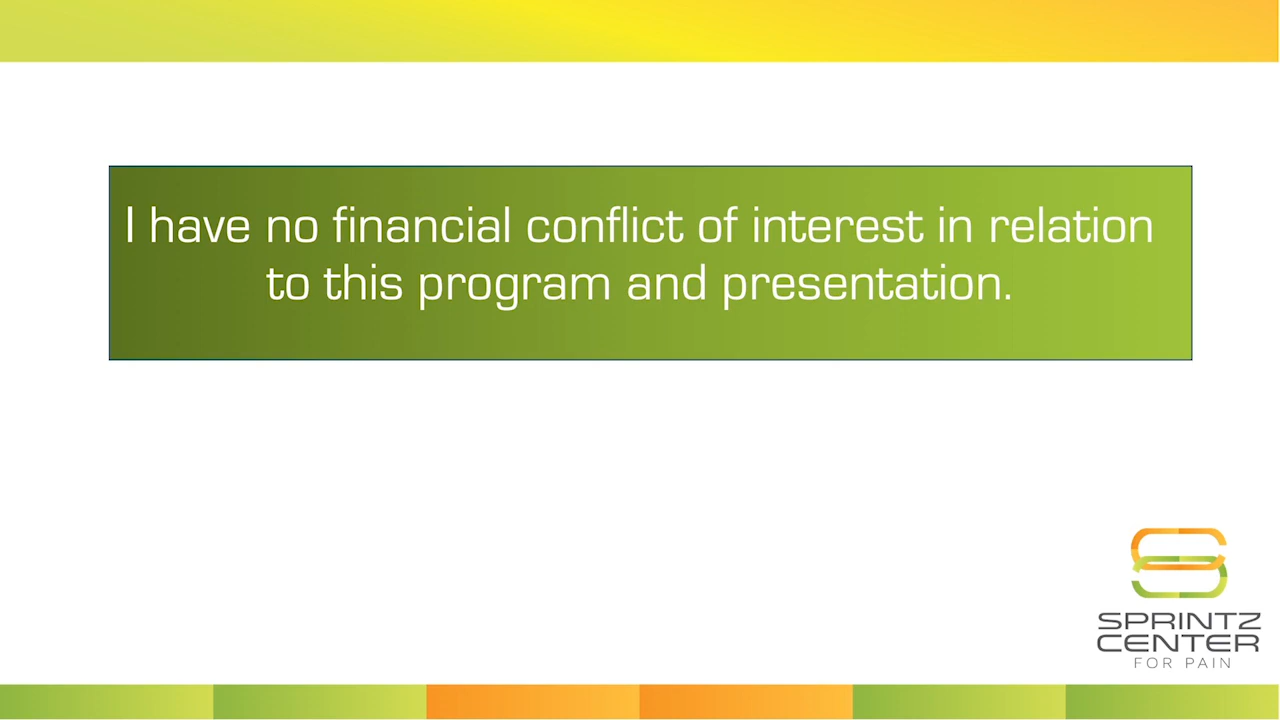 I have no financial conflict of interest in relation
to this program and presentation.
SPRINTZ
CENTER
FOR PAIN